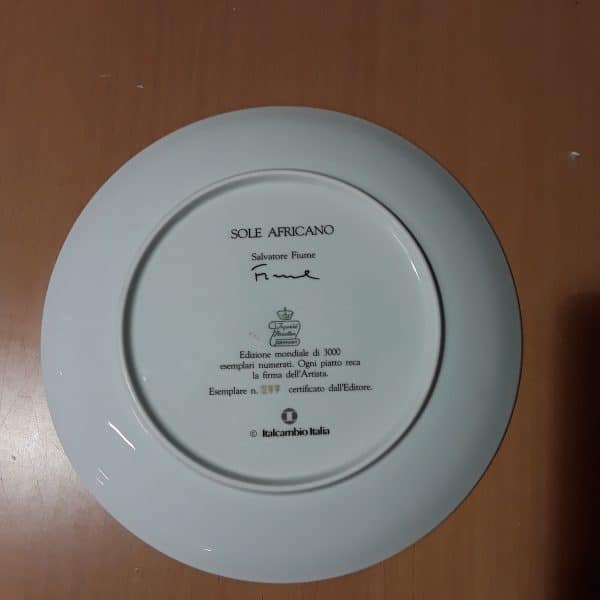 SOLE AFRICANO
Salvatore Fiume
Fiume
Edizione mondiale di 3000
esemplari numerati. Ogni piatto reca
la firma dell'Artista.
Esemplare n. certificato dall'Editore.
© Italcambio Italia